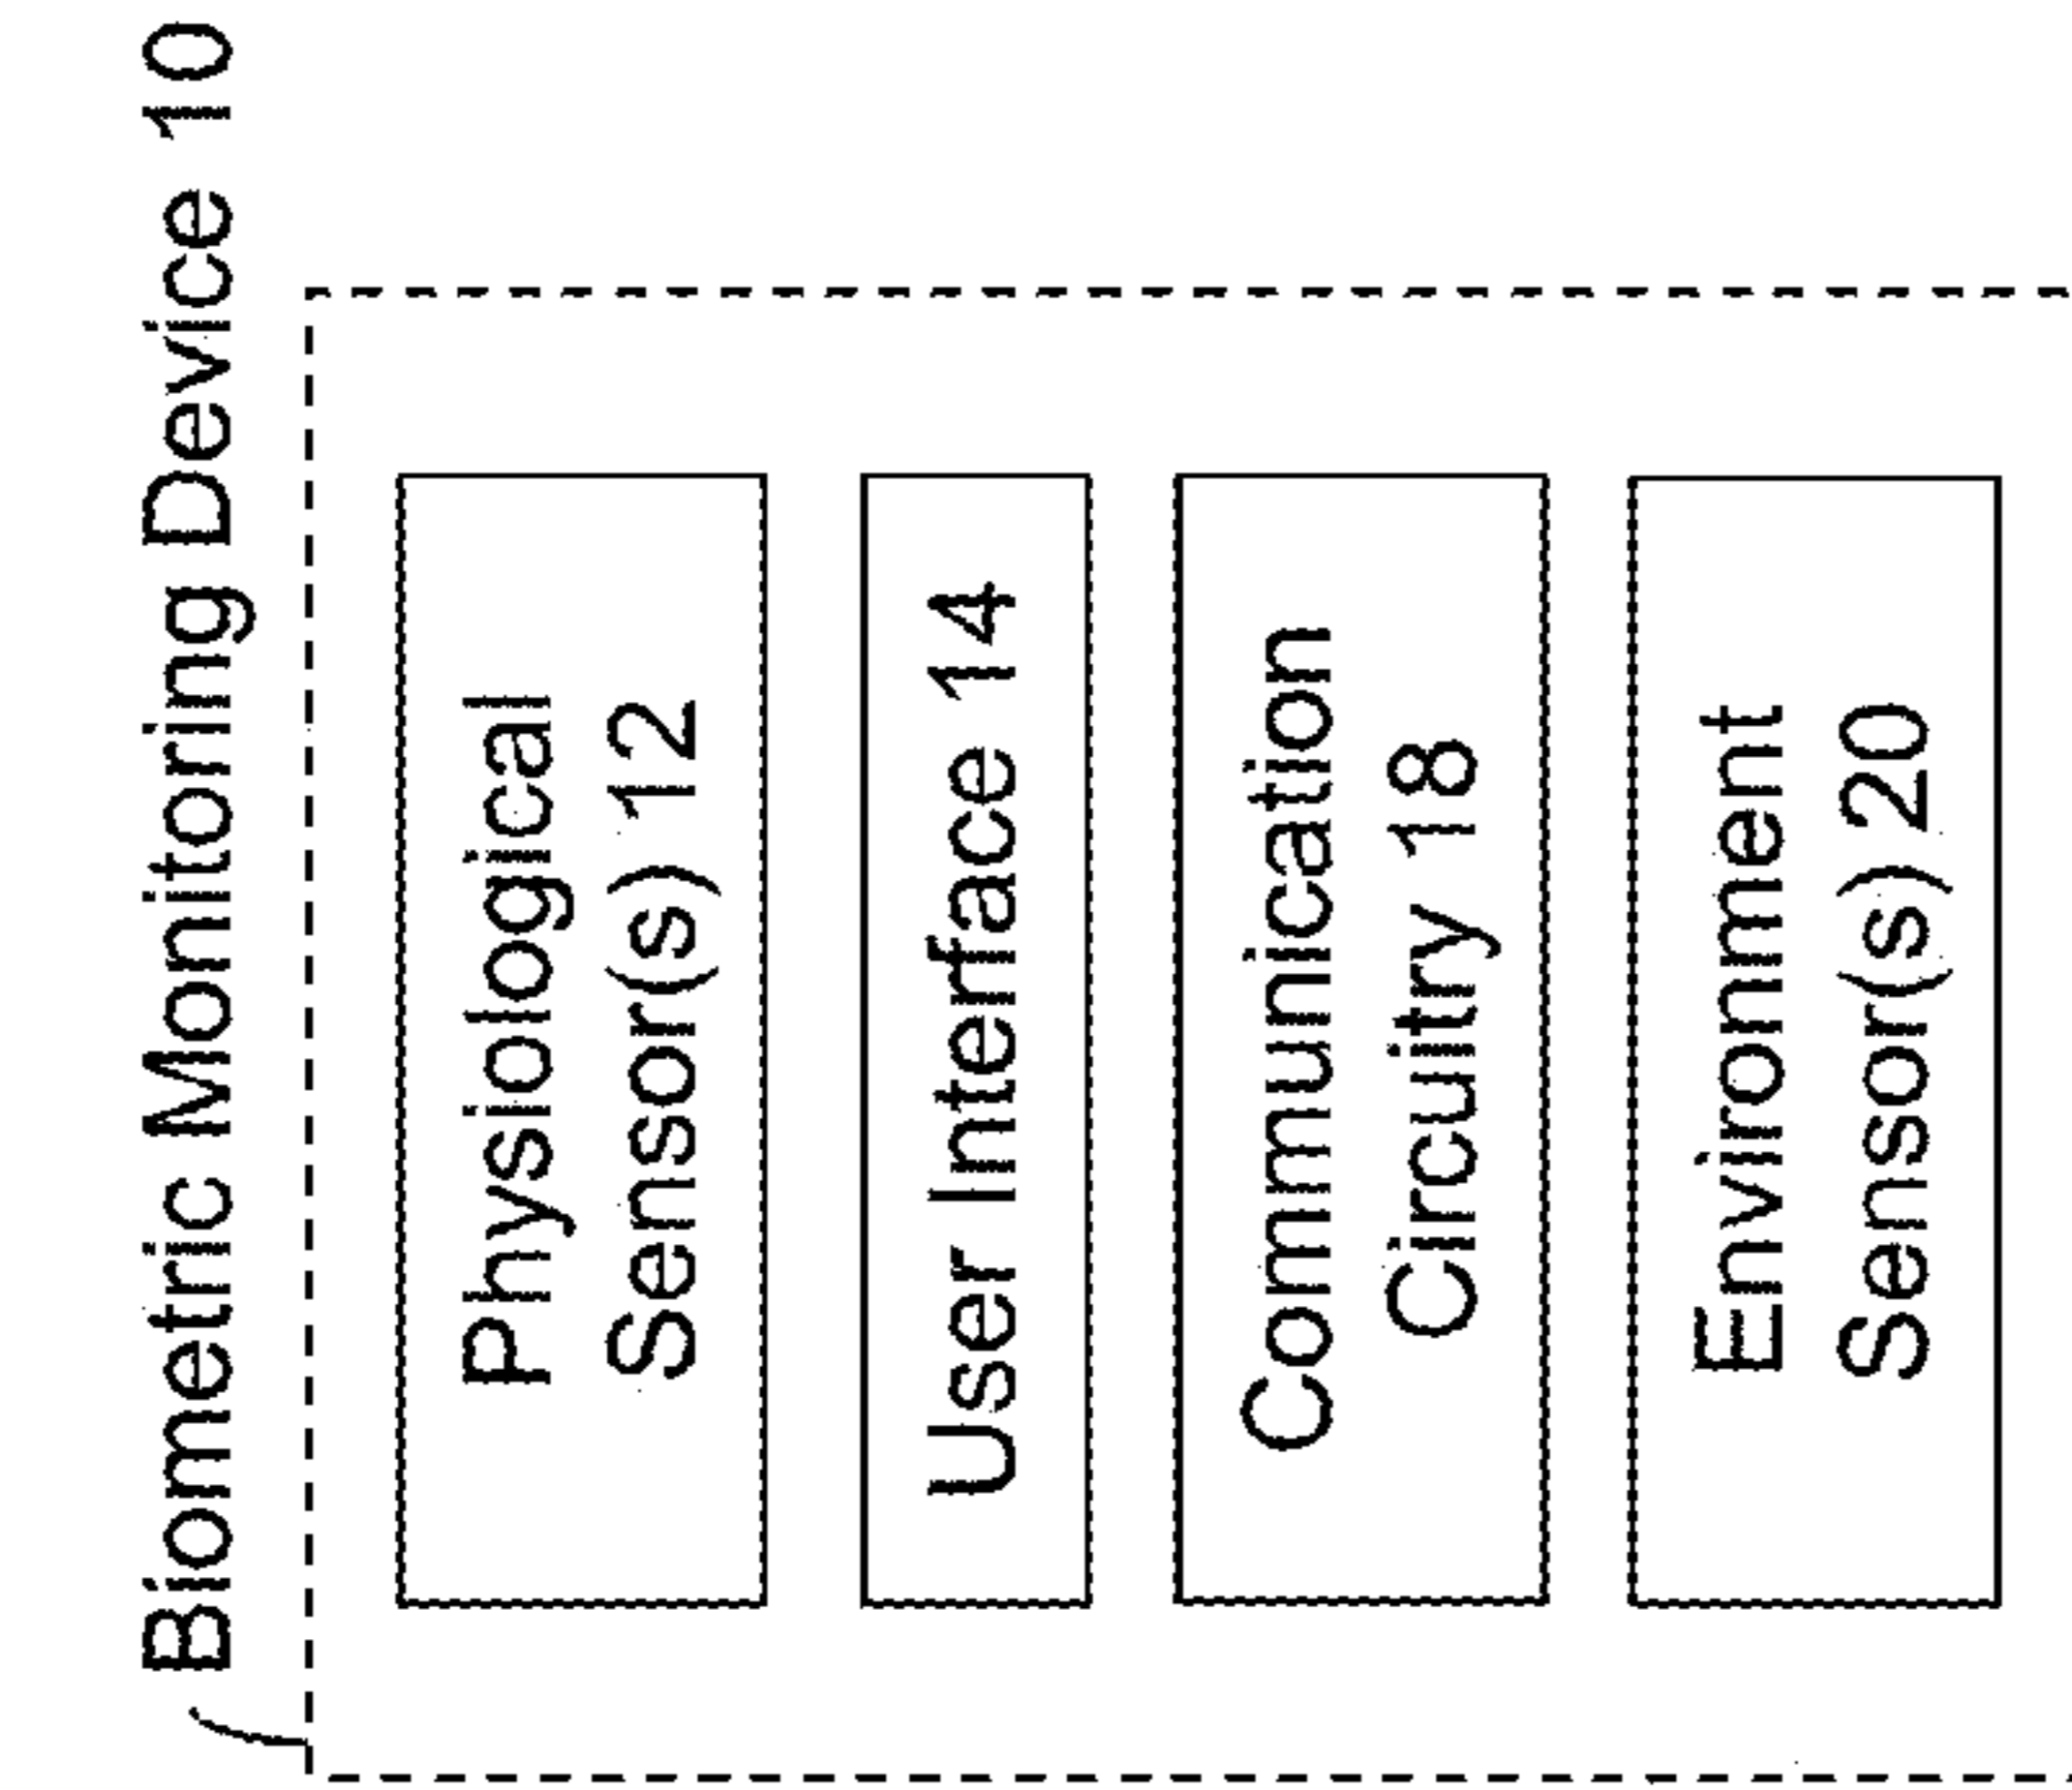 Biometric Monitoring Device 10
Physiological
Sensor(s) 12
User Interface 14
Communication
Circuitry 18
Environment
Sensor(s) 20